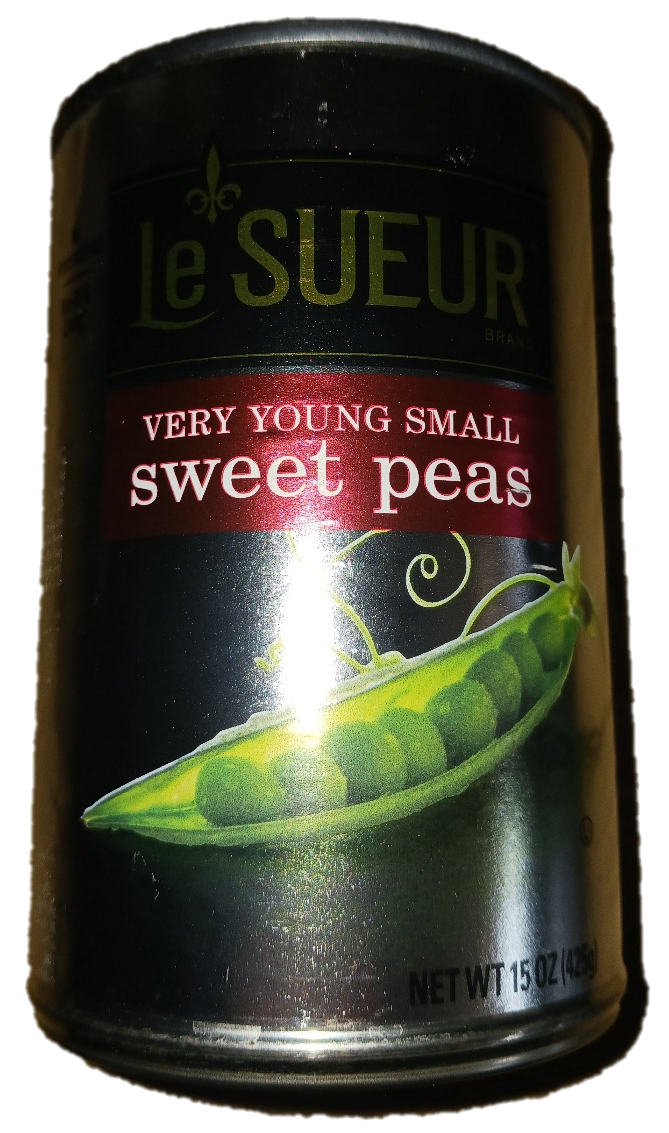 Le SUEUR
BRAND
VERY YOUNG SMALL
sweet peas
NET WT 15 OZ (425g)